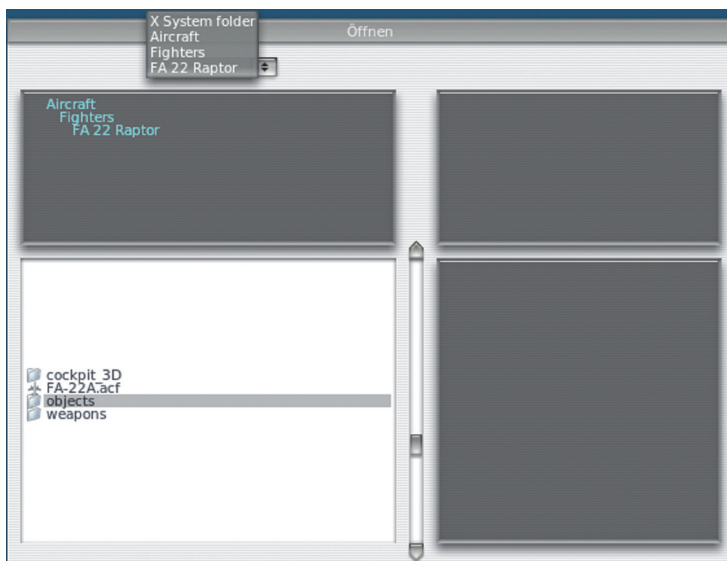 X System folder
Aircraft
Fighters
FA 22 Raptor
Öffnen
Aircraft
Fighters
FA 22 Raptor
cockpit_3D
FA-22A.acf
objects
weapons